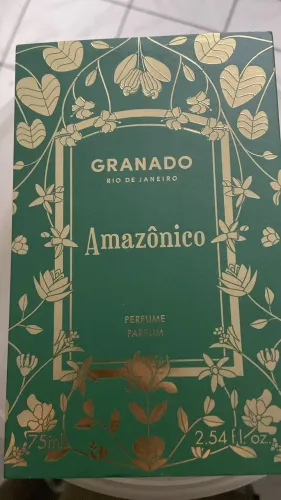 GRANADO
RIO DE JANEIRO
Amazônico
PERFUME
PARFUM
75ml 2.54 fl. oz.